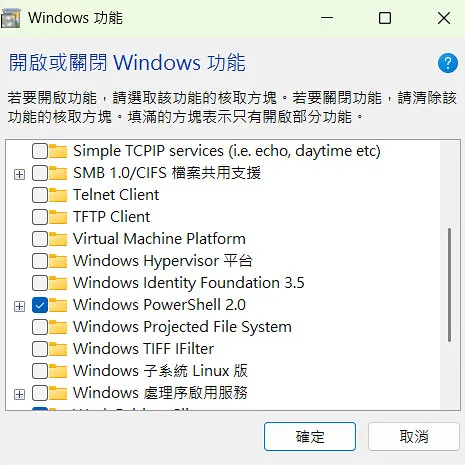 Windows 功能
開啟或關閉 Windows 功能
若要開啟功能，請選取該功能的核取方塊。若要關閉功能，請清除該
功能的核取方塊。填滿的方塊表示只有開啟部分功能。
Simple TCPIP services (i.e. echo, daytime etc)
SMB 1.0/CIFS 檔案共用支援
Telnet Client
TFTP Client
Virtual Machine Platform
Windows Hypervisor 平台
Windows Identity Foundation 3.5
Windows PowerShell 2.0
Windows Projected File System
Windows TIFF IFilter
Windows 子系統 Linux 版
Windows 處理序啟用服務
確定
取消